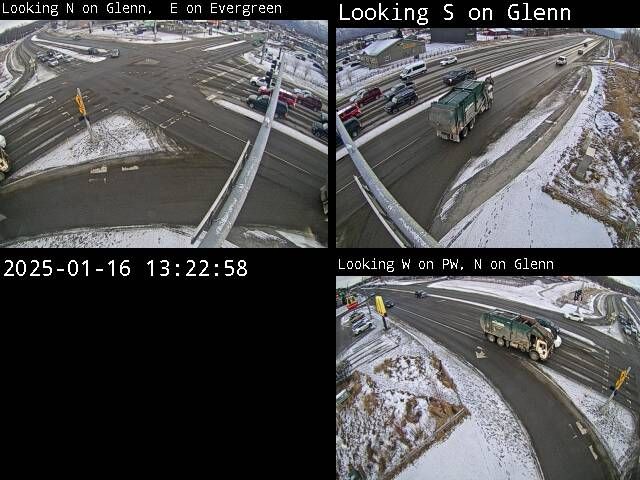 Looking N on Glenn,  E on Evergreen
Looking S on Glenn
2025-01-16 13:22:58
Looking W on PW, N on Glenn